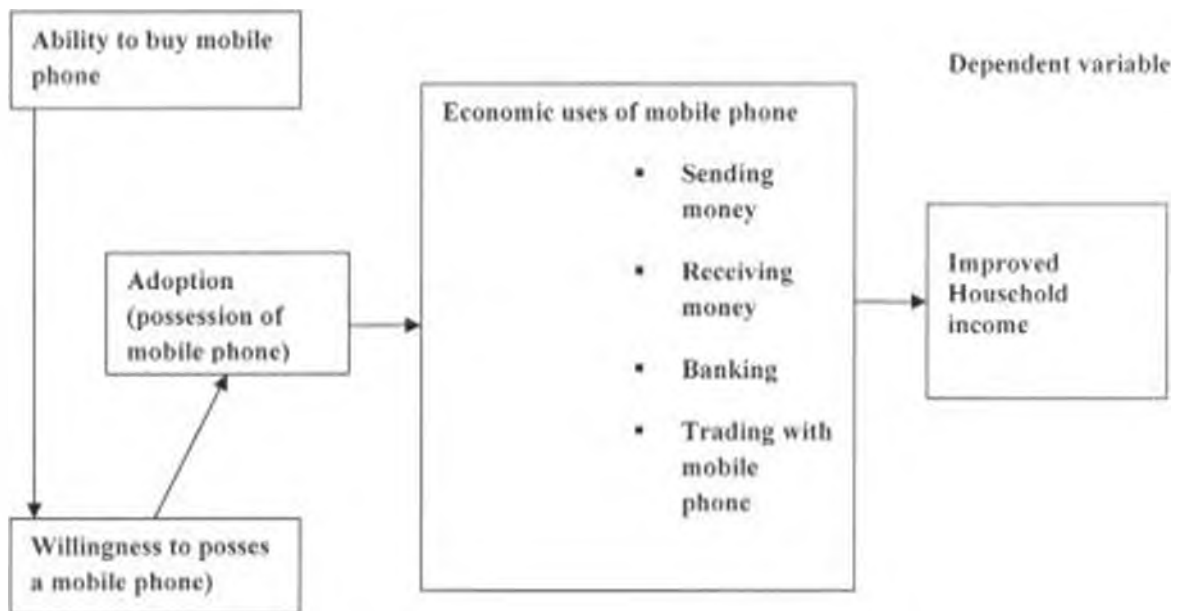 Ability to buy mobile
phone
Dependent variable
Economic uses of mobile phone
▪ Sending
money
▪ Receiving
money
▪ Banking
▪ Trading with
mobile
phone
Adoption
(possession of
mobile phone)
Improved
Household
income
Willingness to posses
a mobile phone)